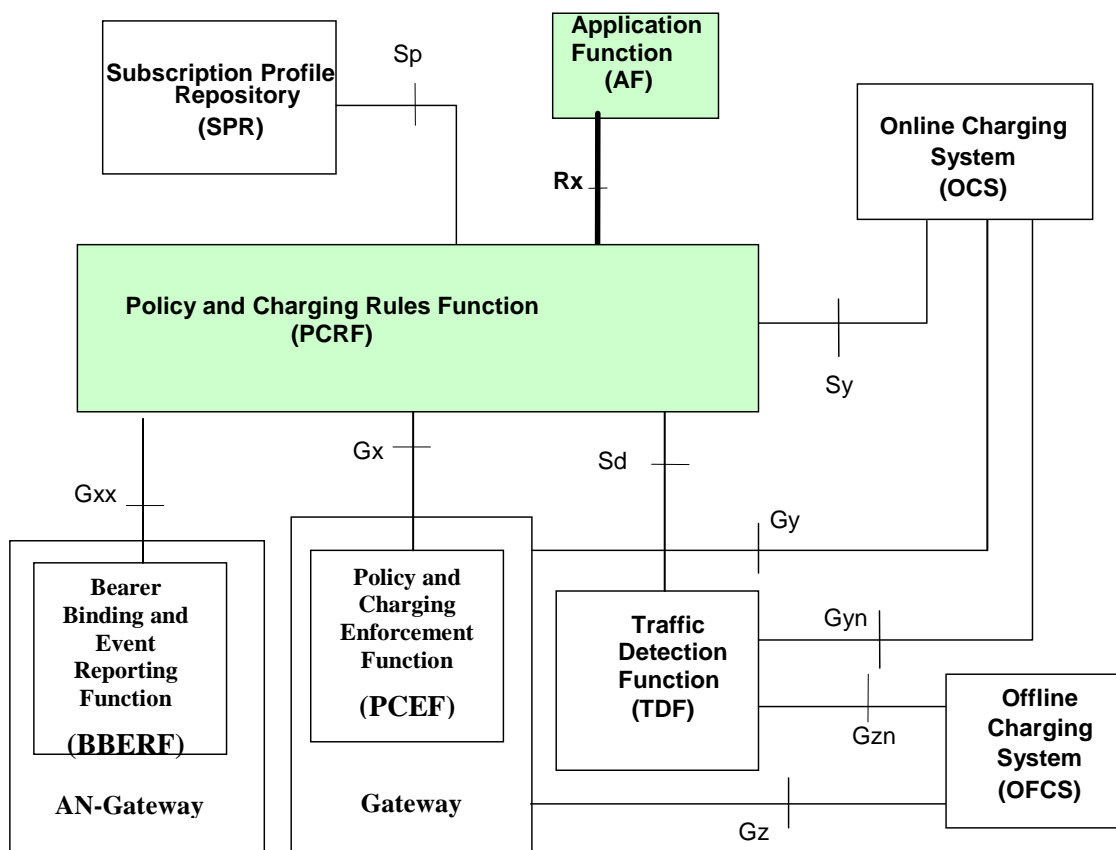 Application
Function
(AF)
Sp
Subscription Profile
Repository
(SPR)
Online Charging
System
(OCS)
Rx
Policy and Charging Rules Function
(PCRF)
Sy
Gx
Sd
Gxx
Gy
Bearer
Binding and
Event
Reporting
Function
(BBERF)
AN-Gateway
Policy and
Charging
Enforcement
Function
(PCEF)
Gateway
Traffic
Detection
Function
(TDF)
Gyn
Gzn
Offline
Charging
System
(OFCS)
Gz